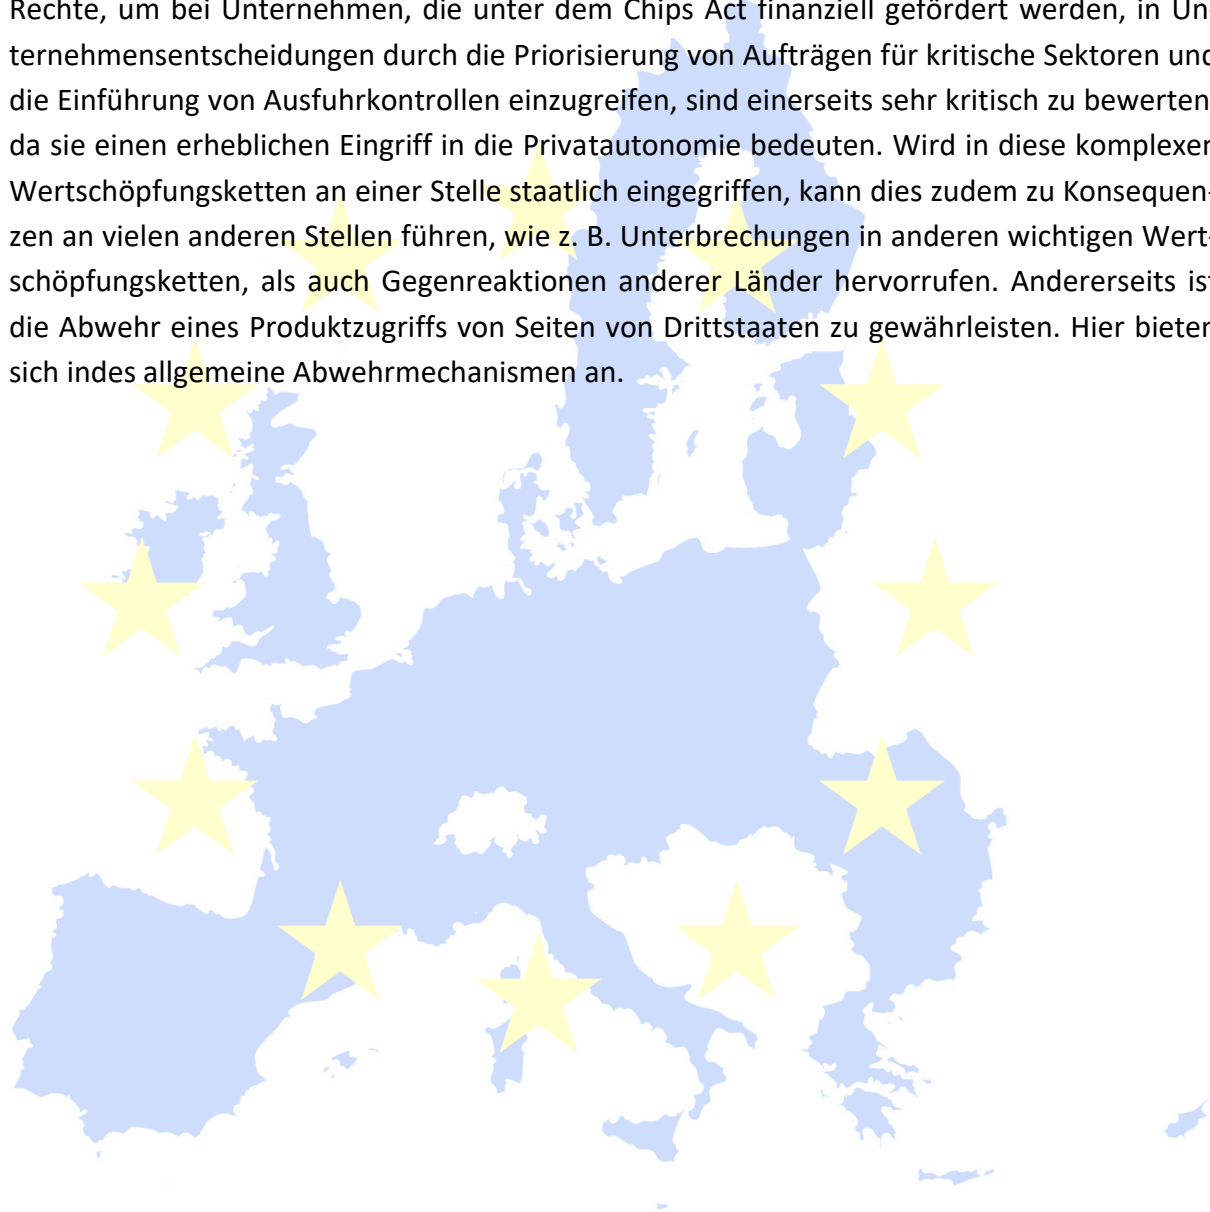 Rechte, um bei Unternehmen, die unter dem Chips Act finanziell gefördert werden, in Un-
ternehmensentscheidungen durch die Priorisierung von Aufträgen für kritische Sektoren und
die Einführung von Ausfuhrkontrollen einzugreifen, sind einerseits sehr kritisch zu bewerten
da sie einen erheblichen Eingriff in die Privatautonomie bedeuten. Wird in diese komplexen
Wertschöpfungsketten an einer Stelle staatlich eingegriffen, kann dies zudem zu Konsequen-
zen an vielen anderen Stellen führen, wie z. B. Unterbrechungen in anderen wichtigen Wert-
schöpfungsketten, als auch Gegenreaktionen anderer Länder hervorrufen. Andererseits ist
die Abwehr eines Produktzugriffs von Seiten von Drittstaaten zu gewährleisten. Hier bieten
sich indes allgemeine Abwehrmechanismen an.